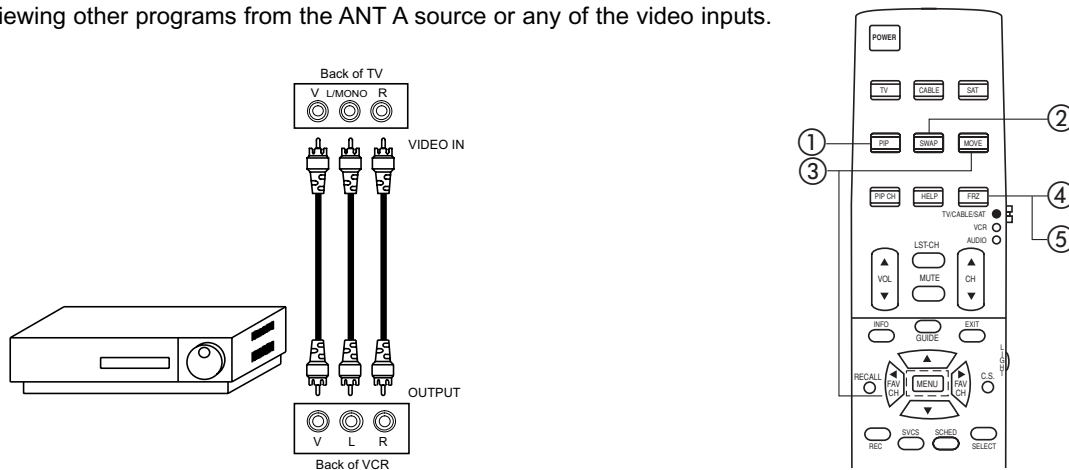 iewing other programs from the ANT A source or any of the video inputs.
Back of TV
V L/MONO R
VIDEO IN
OUTPUT
V L R
Back of VCR
POWER
TV CABLE SAT
②
① PIP SWAP MOVE
③
PIP CH HELP FRZ ④
TV/CABLE/SAT
VCR
AUDIO ⑤
LST-CH
VOL MUTE CH
INFO GUIDE EXIT
LIGHT
RECALL FAV CH MENU FAV CH C.S.
REC SVCS SCHED SELECT